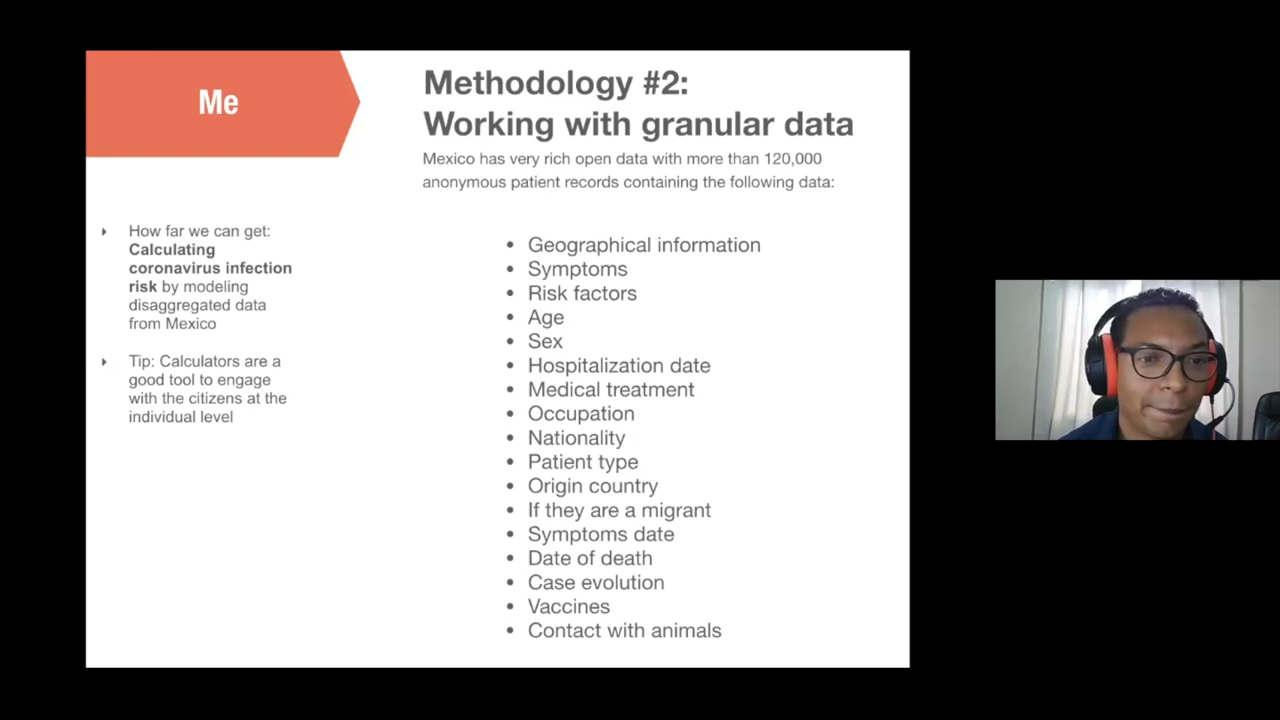 Me
Methodology #2:
Working with granular data
Mexico has very rich open data with more than 120,000
anonymous patient records containing the following data:
How far we can get:
Calculating
coronavirus infection
risk by modeling
disaggregated data
from Mexico
Tip: Calculators are a
good tool to engage
with the citizens at the
individual level
• Geographical information
• Symptoms
• Risk factors
• Age
• Sex
• Hospitalization date
• Medical treatment
• Occupation
• Nationality
• Patient type
• Origin country
• If they are a migrant
• Symptoms date
• Date of death
• Case evolution
• Vaccines
• Contact with animals